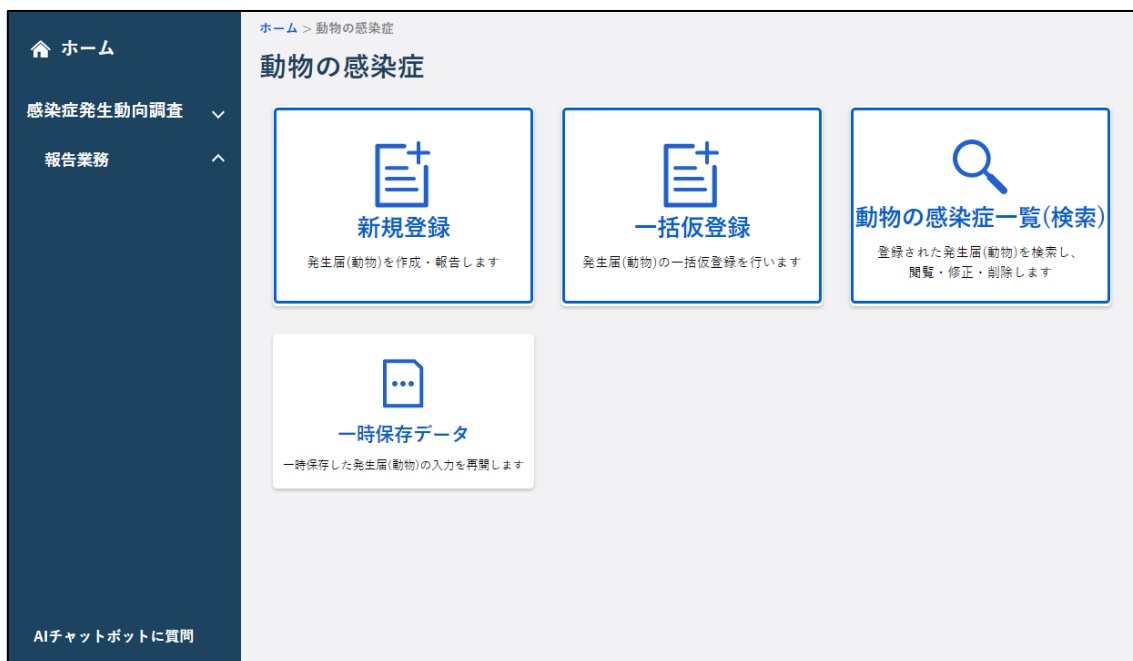 ホーム
感染症発生動向調査
報告業務
AIチャットボットに質問
ホーム > 動物の感染症
動物の感染症
新規登録
発生届(動物)を作成・報告します
一括仮登録
発生届(動物)の一括仮登録を行います
動物の感染症一覧(検索)
登録された発生届(動物)を検索し、
閲覧・修正・削除します
一時保存データ
一時保存した発生届(動物)の入力を再開します